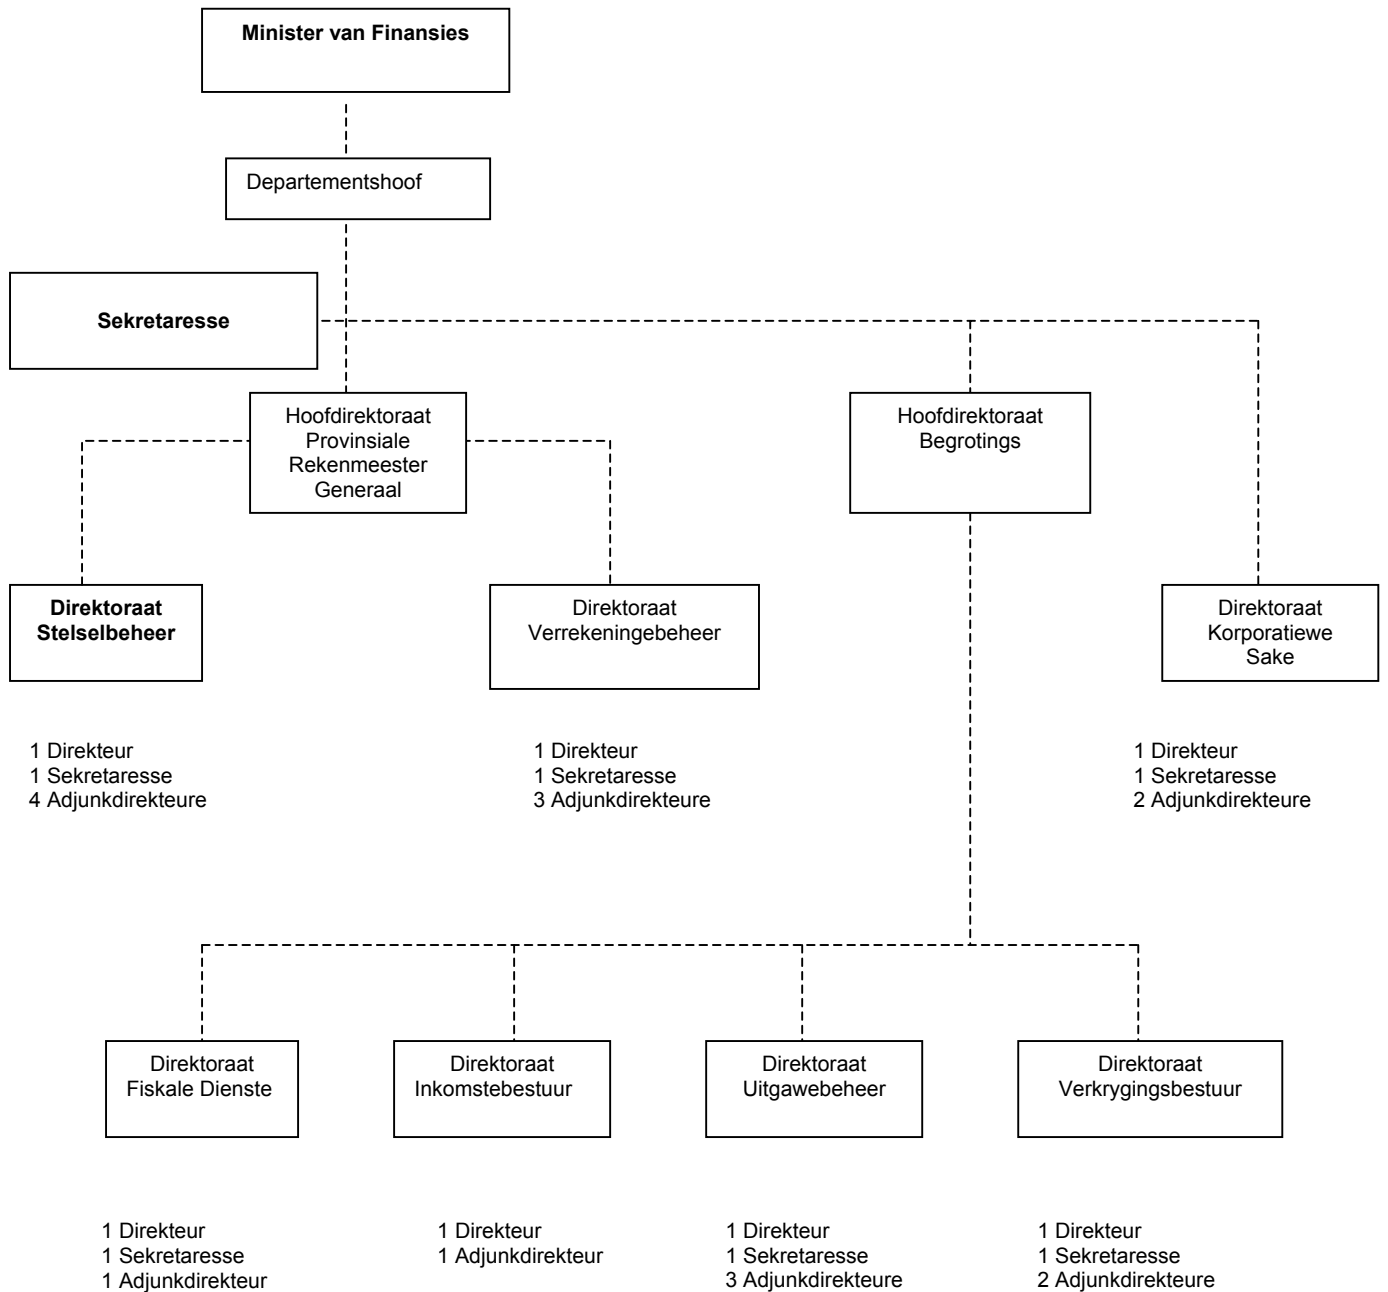 Minister van Finansies
Departementshoof
Sekretaresse
Hoofdirektoraat
Provinsiale
Rekenmeester
Generaal
Hoofdirektoraat
Begrotings
Direktoraat
Stelselbeheer
Direktoraat
Verrekeningebeheer
Direktoraat
Korporatiewe
Sake
1 Direkteur
1 Sekretaresse
4 Adjunkdirekteure
1 Direkteur
1 Sekretaresse
3 Adjunkdirekteure
1 Direkteur
1 Sekretaresse
2 Adjunkdirekteure
Direktoraat
Fiskale Dienste
Direktoraat
Inkomstebestuur
Direktoraat
Uitgawebeheer
Direktoraat
Verkrygingsbestuur
1 Direkteur
1 Sekretaresse
1 Adjunkdirekteur
1 Direkteur
1 Adjunkdirekteur
1 Direkteur
1 Sekretaresse
3 Adjunkdirekteure
1 Direkteur
1 Sekretaresse
2 Adjunkdirekteure